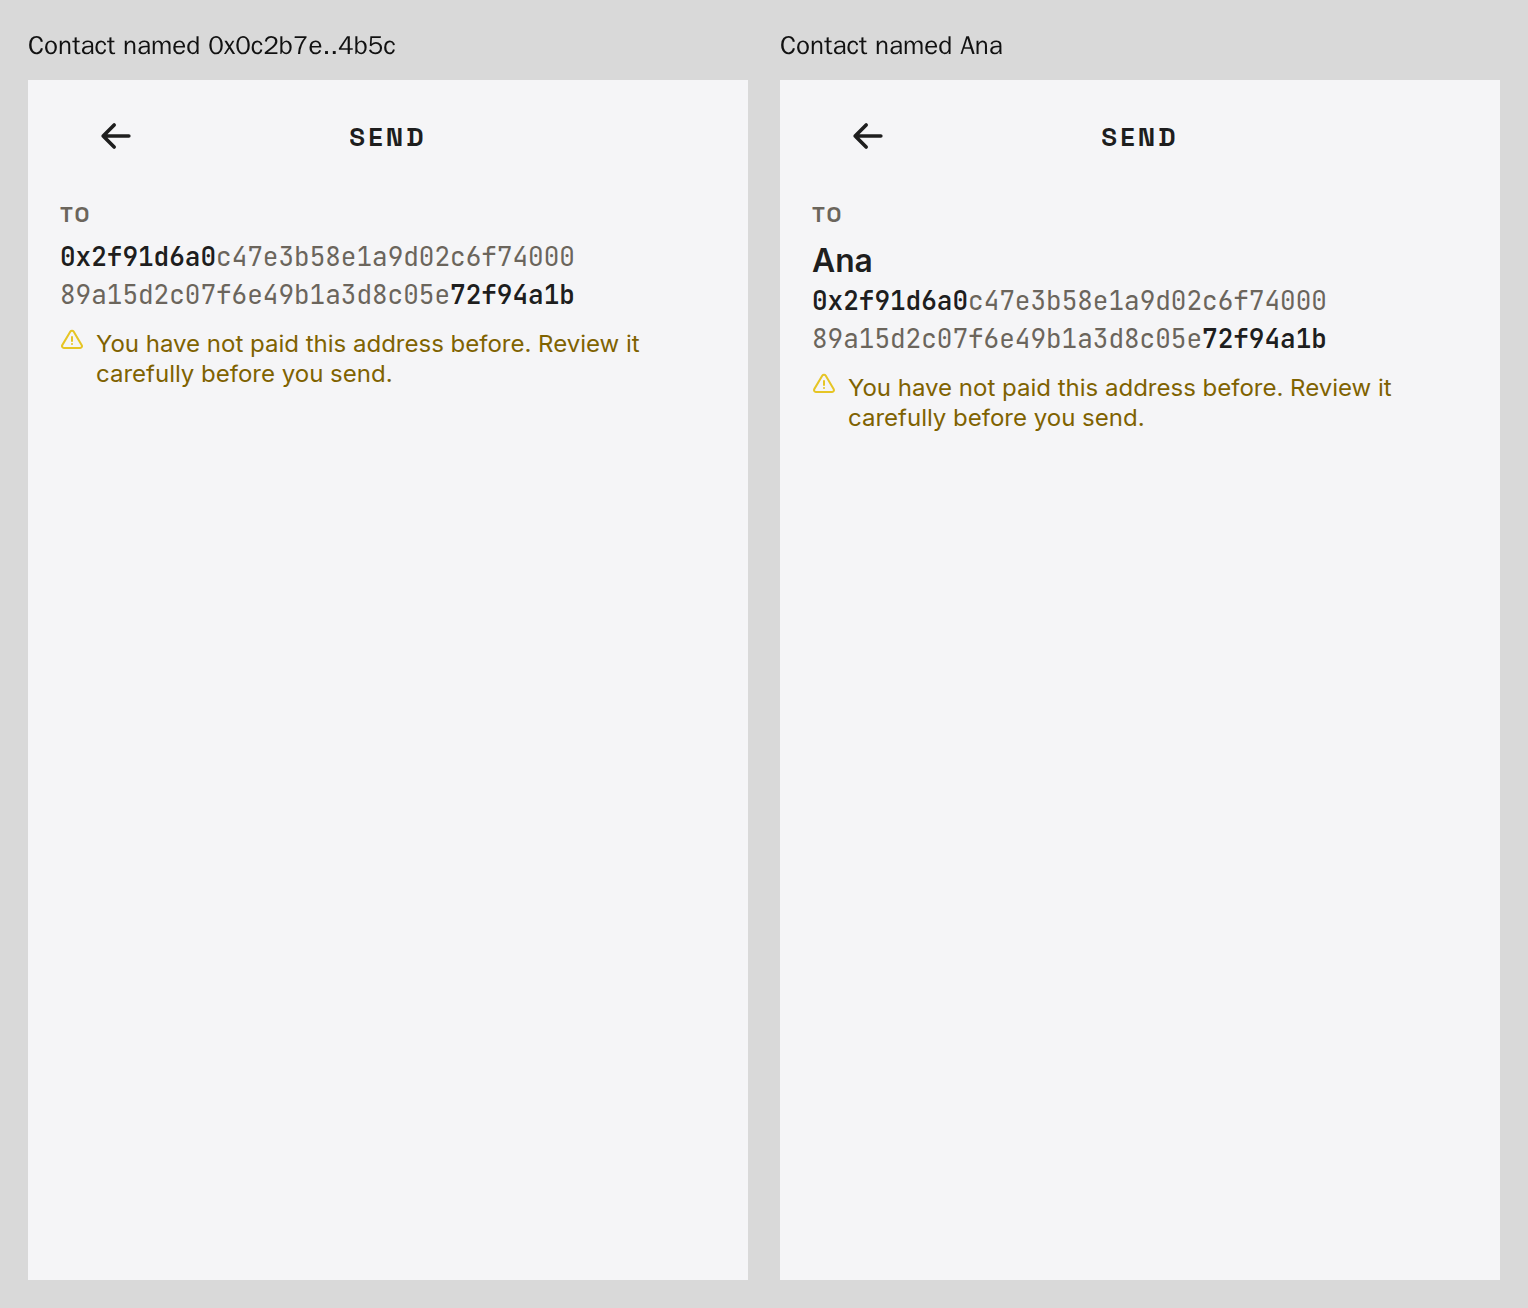 Contact named 0x0c2b7e..4b5c
SEND
TO
0x2f91d6a0c47e3b58e1a9d02c6f74000
89a15d2c07f6e49b1a3d8c05e72f94a1b
You have not paid this address before. Review it
carefully before you send.
Contact named Ana
SEND
TO
Ana
0x2f91d6a0c47e3b58e1a9d02c6f74000
89a15d2c07f6e49b1a3d8c05e72f94a1b
You have not paid this address before. Review it
carefully before you send.